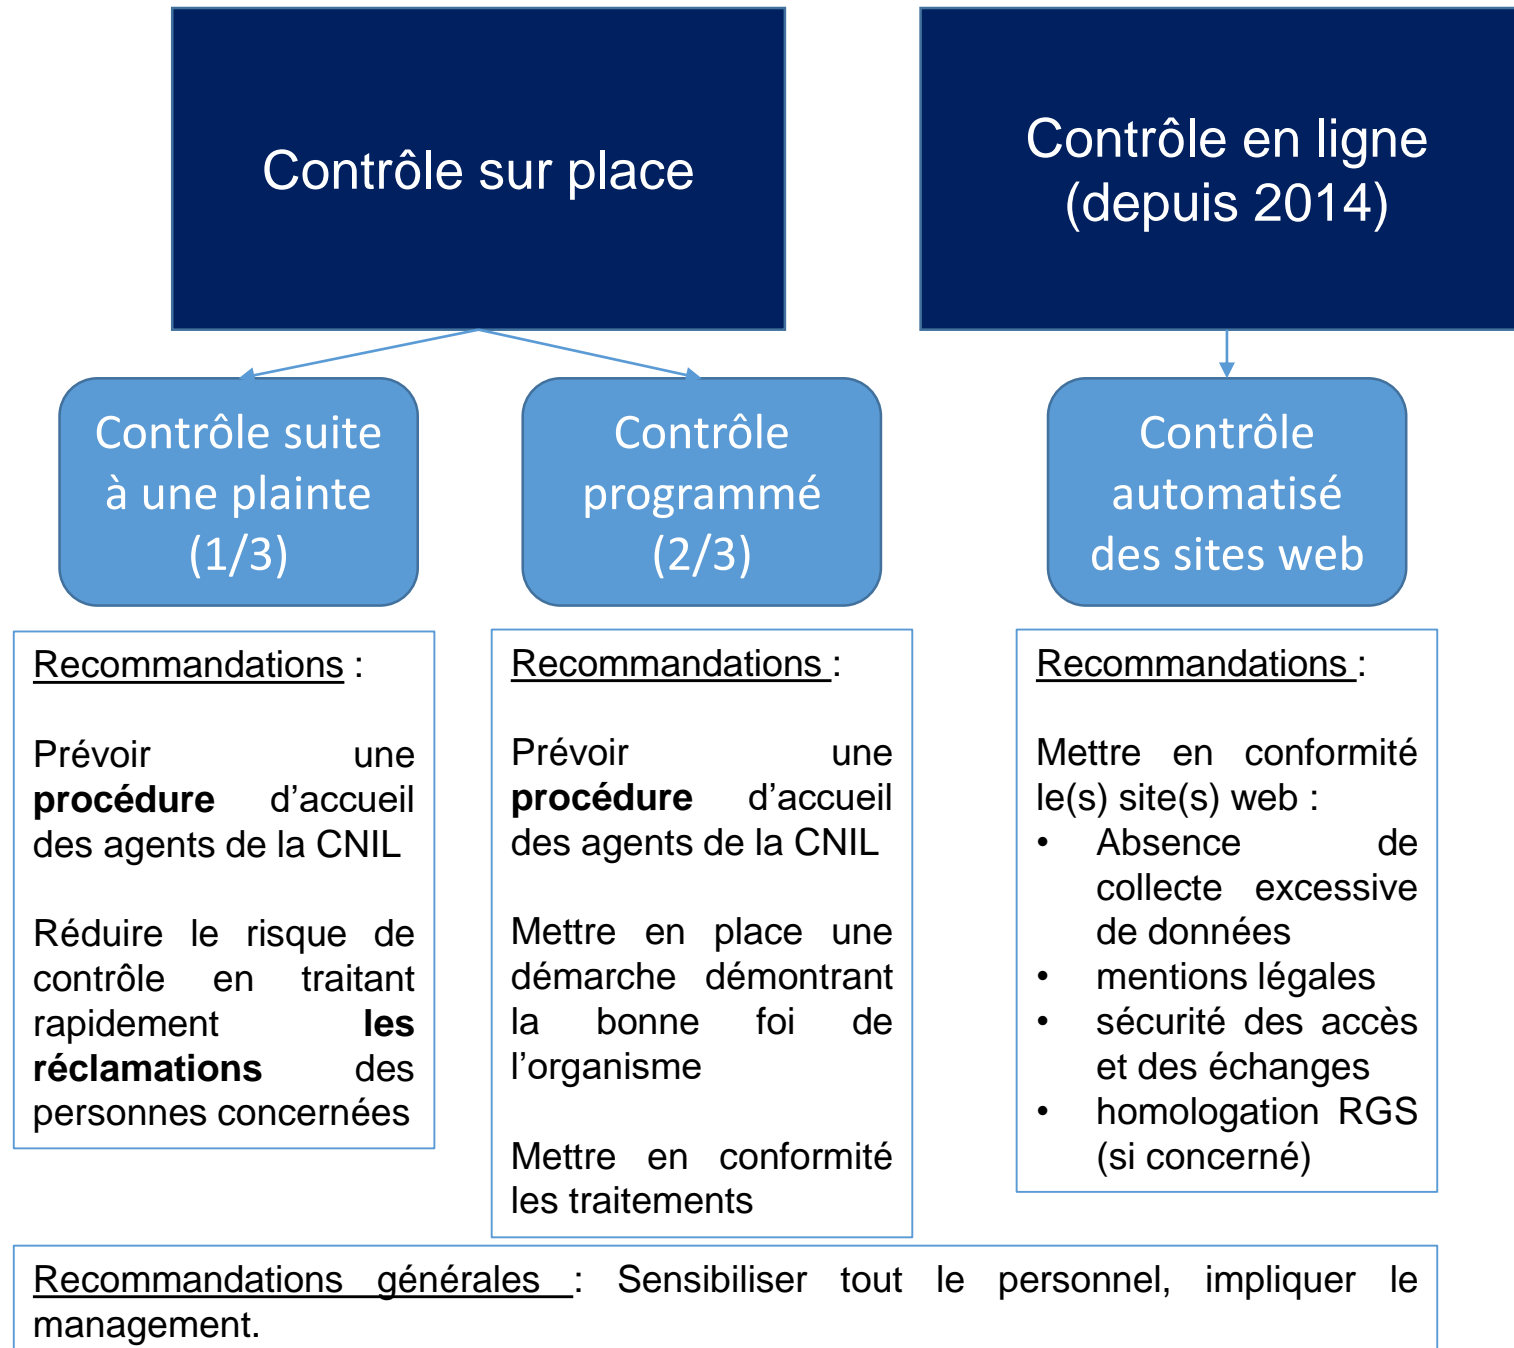 Contrôle sur place
Contrôle en ligne
(depuis 2014)
Contrôle suite
à une plainte
(1/3)
Contrôle
programmé
(2/3)
Contrôle
automatisé
des sites web
Recommandations :
Prévoir une
procédure d’accueil
des agents de la CNIL
Réduire le risque de
contrôle en traitant
rapidement les
réclamations des
personnes concernées
Recommandations :
Prévoir une
procédure d’accueil
des agents de la CNIL
Mettre en place une
démarche démontrant
la bonne foi de
l’organisme
Mettre en conformité
les traitements
Recommandations :
Mettre en conformité
le(s) site(s) web :
• Absence de
collecte excessive
de données
• mentions légales
• sécurité des accès
et des échanges
• homologation RGS
(si concerné)
Recommandations générales : Sensibiliser tout le personnel, impliquer le
management.